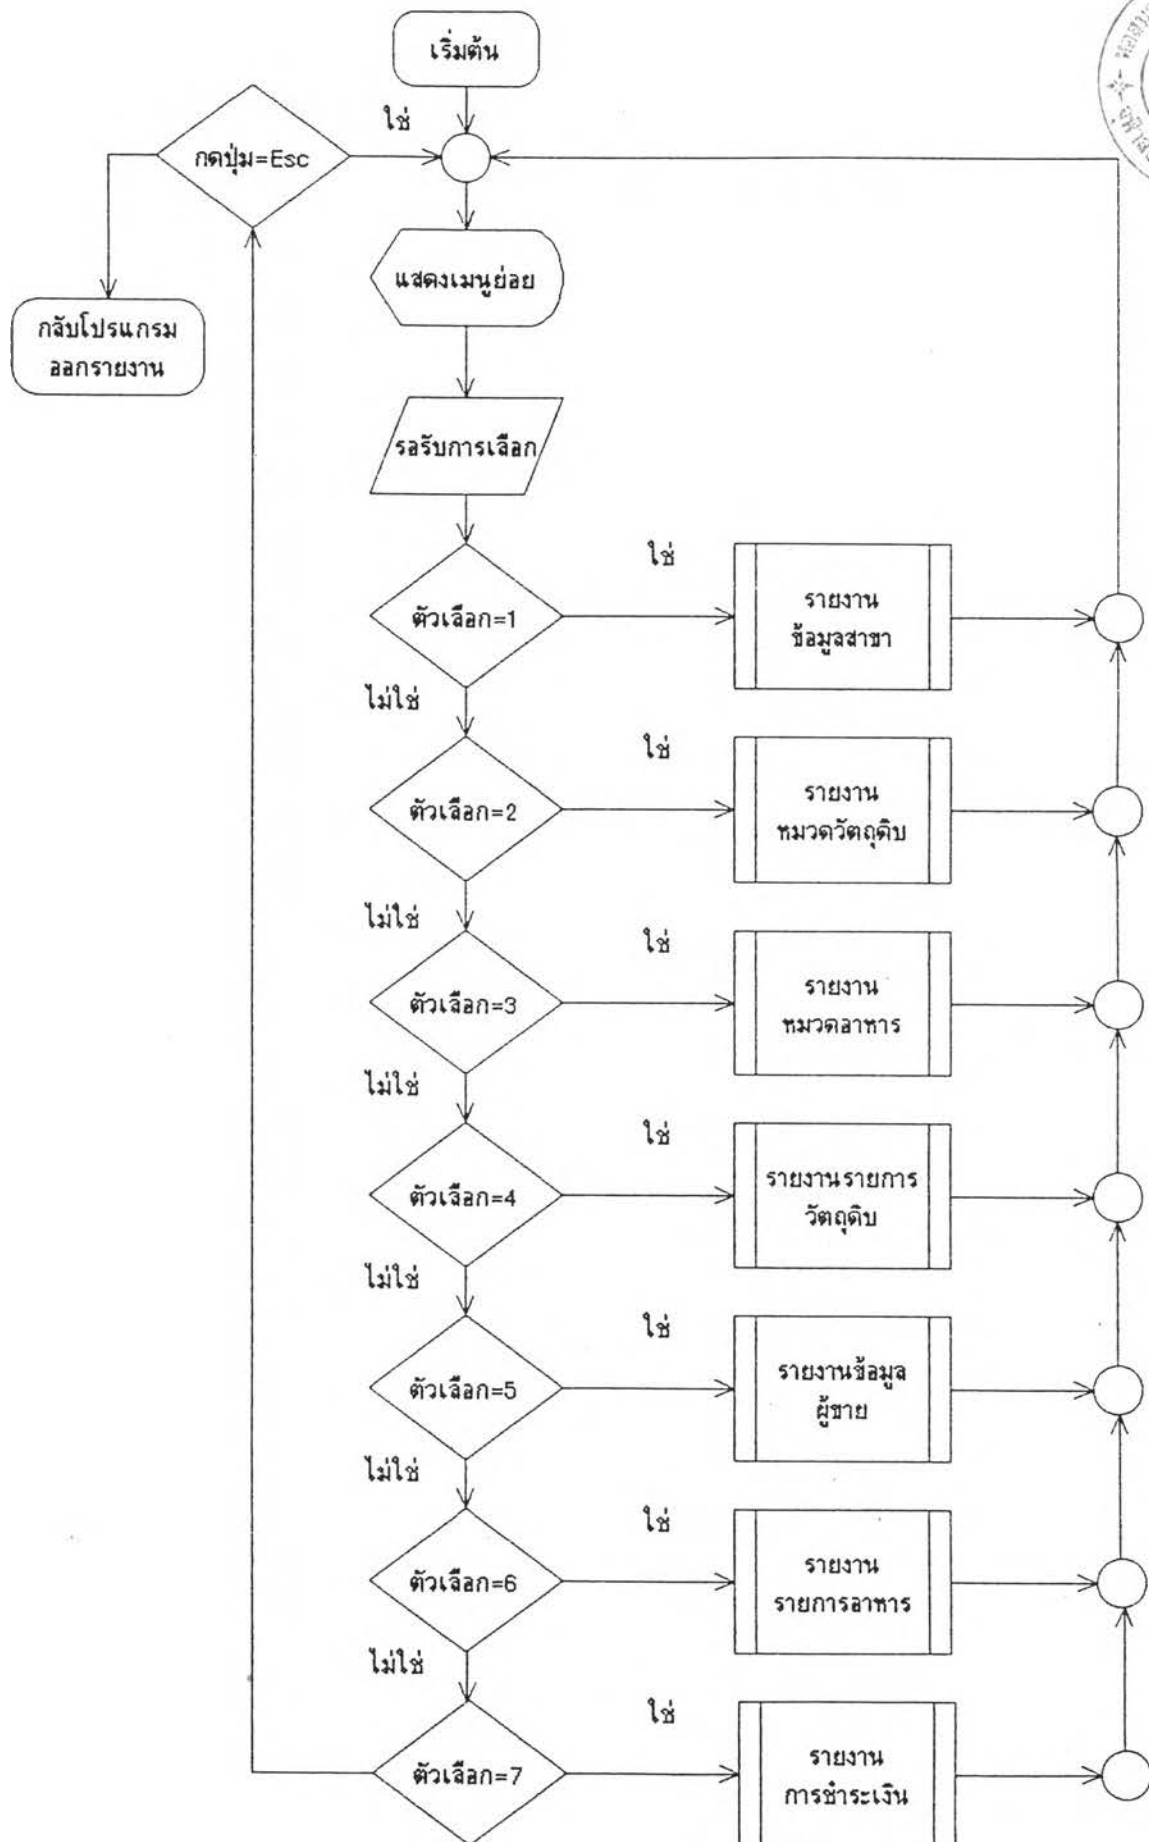 เริ่มต้น
ใช่
กดปุ่ม=Esc
แสดงเมนูย่อย
กลับโปรแกรม
ออกรายงาน
รอรับการเลือก
ใช่
ตัวเลือก=1
รายงาน
ข้อมูลสาขา
ไม่ใช่
ใช่
ตัวเลือก=2
รายงาน
หมวดวัตถุดิบ
ไม่ใช่
ใช่
ตัวเลือก=3
รายงาน
หมวดอาหาร
ไม่ใช่
ใช่
ตัวเลือก=4
รายงานรายการ
วัตถุดิบ
ไม่ใช่
ใช่
ตัวเลือก=5
รายงานข้อมูล
ผู้ขาย
ไม่ใช่
ใช่
ตัวเลือก=6
รายงาน
รายการอาหาร
ไม่ใช่
ใช่
ตัวเลือก=7
รายงาน
การชำระเงิน